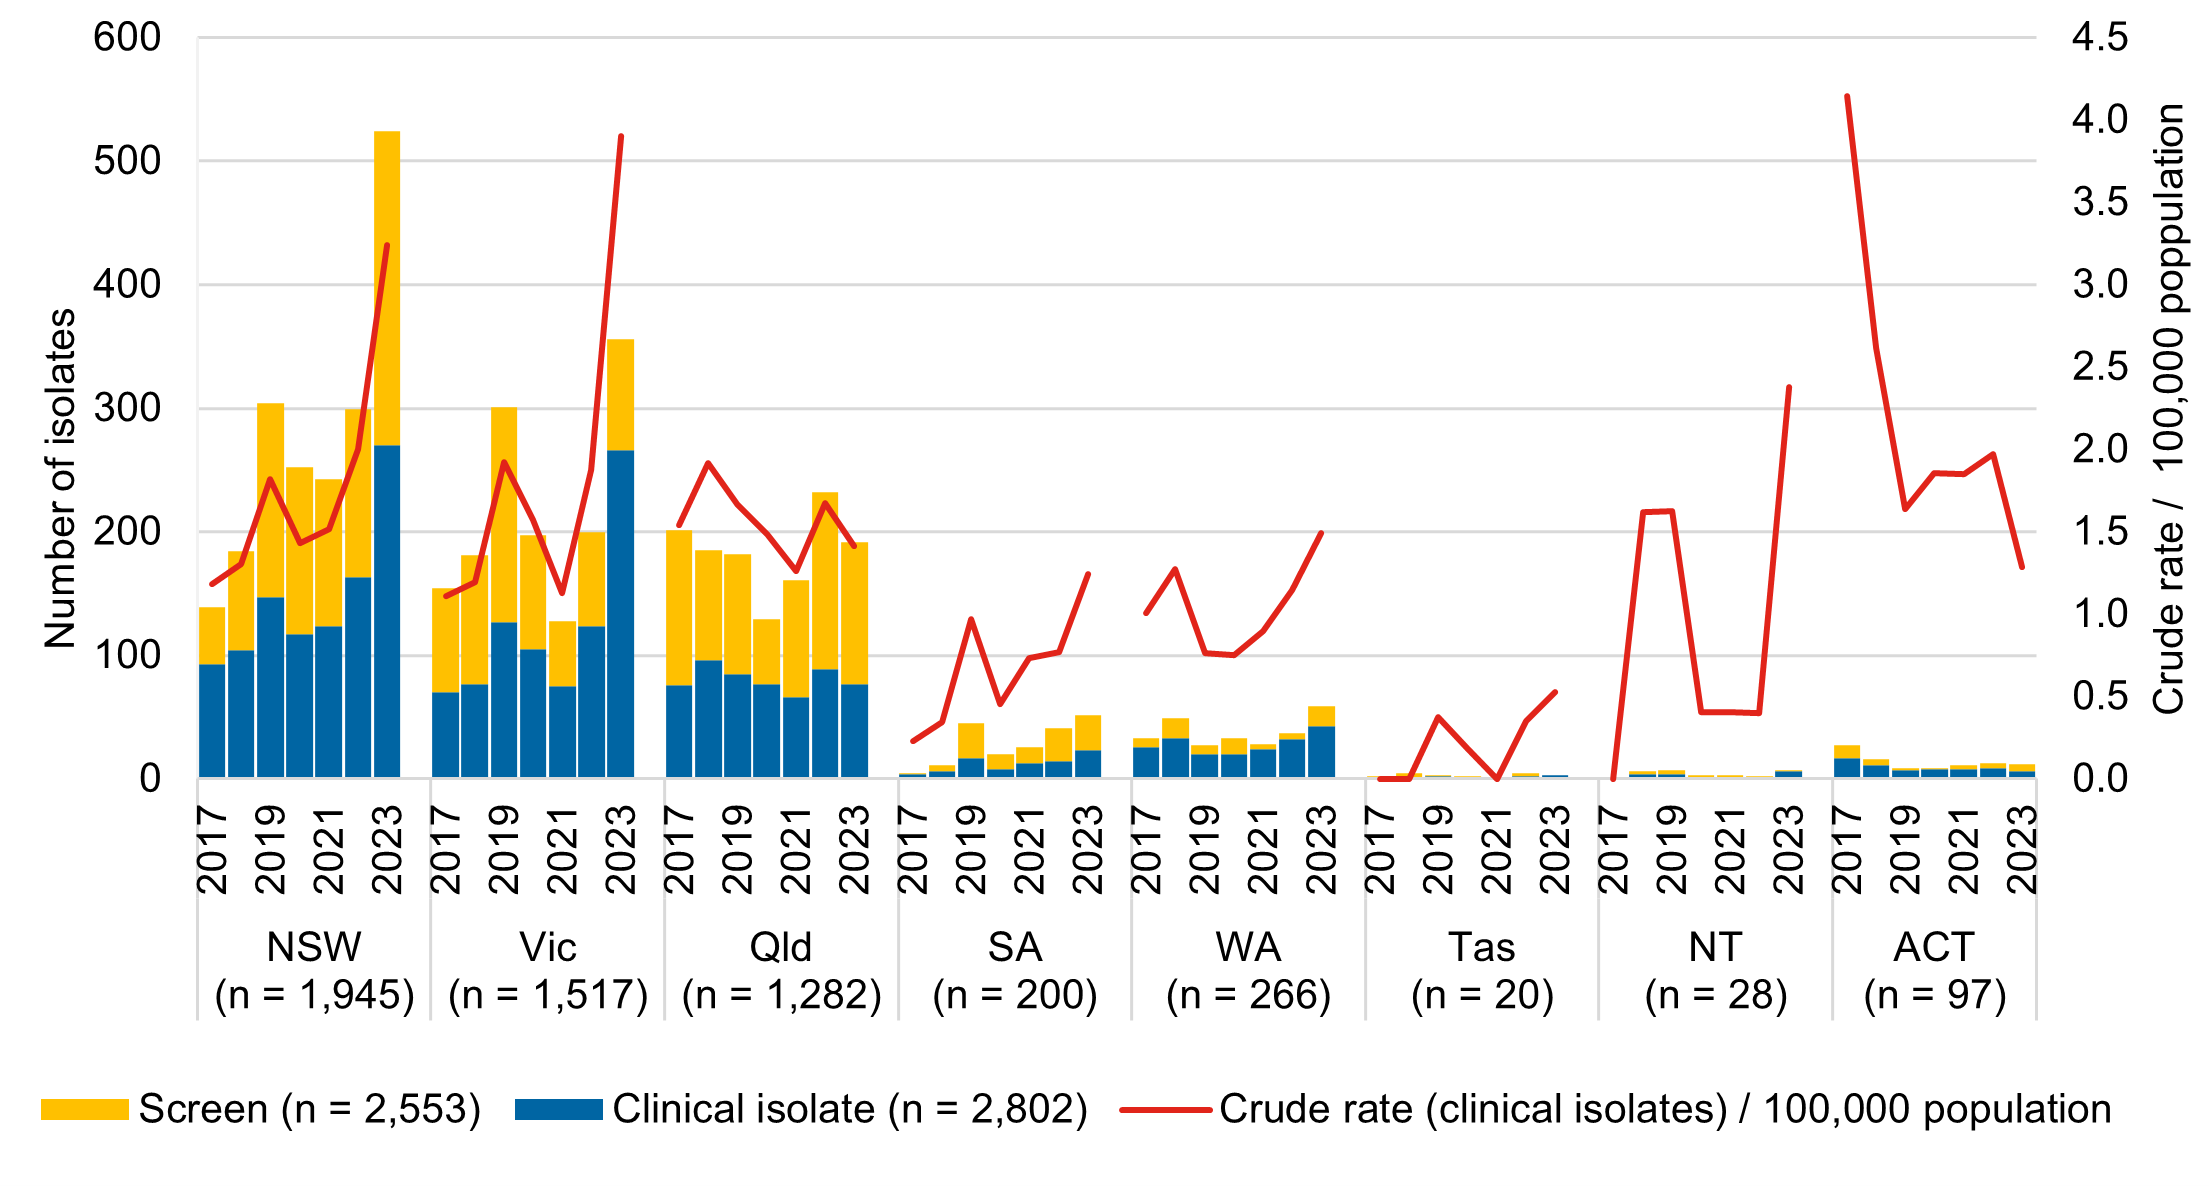 600
500
400
300
200
100
0
Number of isolates
4.5
4.0
3.5
3.0
2.5
2.0
1.5
1.0
0.5
0.0
Crude rate / 100,000 poppulation
2017 2019 2021 2023 2017 2019 2021 2023 2017 2019 2021 2023 2017 2019 2021 2023 2017 2019 2021 2023 2017 2019 2021 2023 2017 2019 2021 2023 2017 2019 2021 2023
NSW Vic Qld SA WA Tas NT ACT
(n = 1,945) (n = 1,517) (n = 1,282) (n = 200) (n = 266) (n = 20) (n = 28) (n = 97)
Screen (n = 2,553) Clinical isolate (n = 2,802) Crude rate (clinical isolates) / 100,000 population